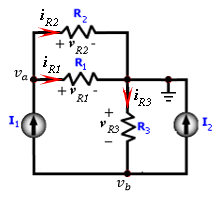 iR2 R2
+ vR2 -
va iR1 R1
+ vR1 -
iR3
I1 + vR3 - R3 I2
vb